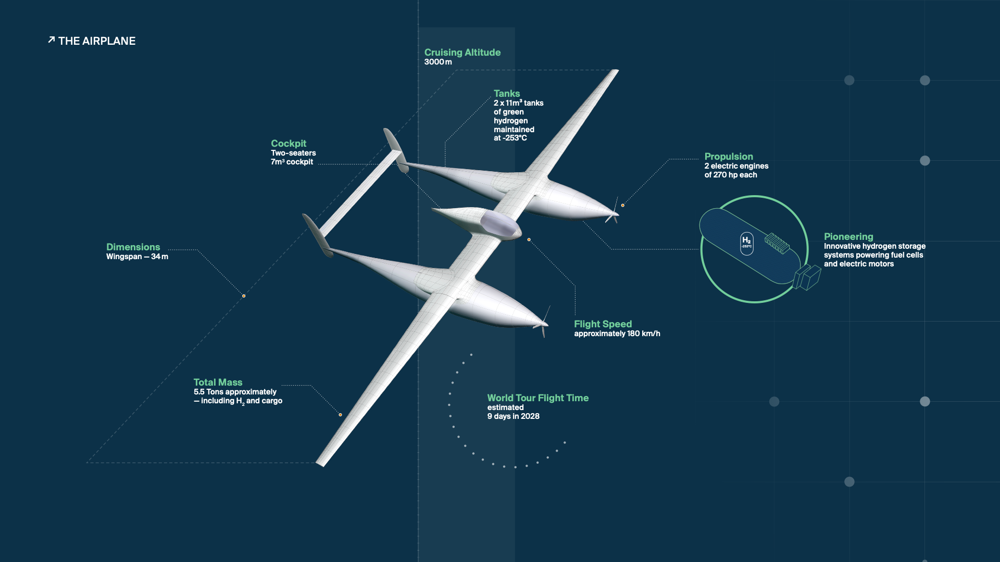 THE AIRPLANE
Cruising Altitude
3000 m
Tanks
2 x 11m³ tanks
of green
hydrogen
maintained
at -253°C
Cockpit
Two-seaters
7m³ cockpit
Propulsion
2 electric engines
of 270 hp each
Dimensions
Wingspan – 34 m
H₂
-253°C
Pioneering
Innovative hydrogen storage
systems powering fuel cells
and electric motors
Flight Speed
approximately 180 km/h
Total Mass
5.5 Tons approximately
– including H₂ and cargo
World Tour Flight Time
estimated
9 days in 2028